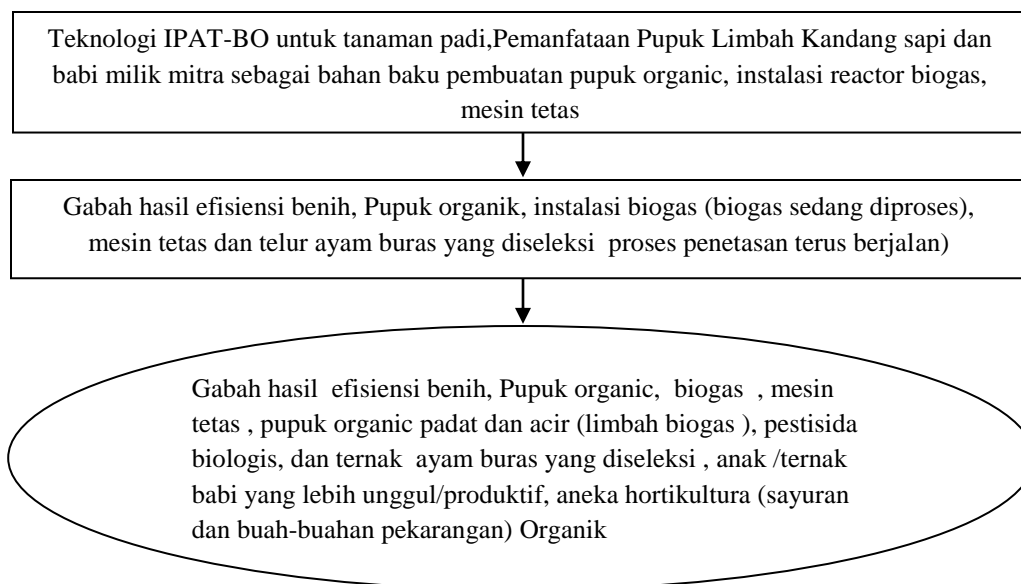 Teknologi IPAT-BO untuk tanaman padi,Pemanfataan Pupuk Limbah Kandang sapi dan
babi milik mitra sebagai bahan baku pembuatan pupuk organic, instalasi reactor biogas,
mesin tetas
Gabah hasil efisiensi benih, Pupuk organik, instalasi biogas (biogas sedang diproses),
mesin tetas dan telur ayam buras yang diseleksi proses penetasan terus berjalan)
Gabah hasil efisiensi benih, Pupuk organic, biogas , mesin
tetas , pupuk organic padat dan acir (limbah biogas ), pestisida
biologis, dan ternak ayam buras yang diseleksi , anak /ternak
babi yang lebih unggul/produktif, aneka hortikultura (sayuran
dan buah-buahan pekarangan) Organik